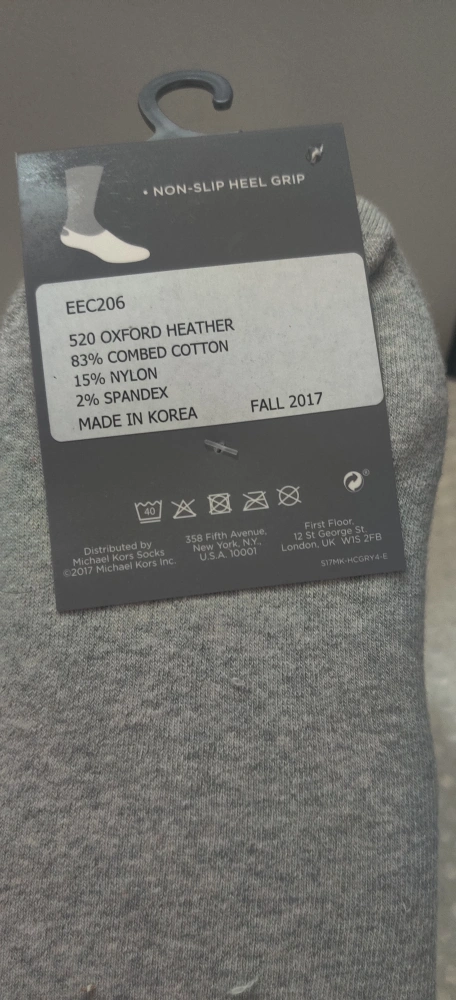 • NON-SLIP HEEL GRIP
EEC206
520 OXFORD HEATHER
83% COMBED COTTON
15% NYLON
2% SPANDEX
MADE IN KOREA FALL 2017
40
®
Distributed by
Michael Kors Socks
©2017 Michael Kors Inc.
358 Fifth Avenue,
New York, N.Y.,
U.S.A. 10001
First Floor,
12 St George St.
London, UK W1S 2FB
517MK-HCGRY4-E